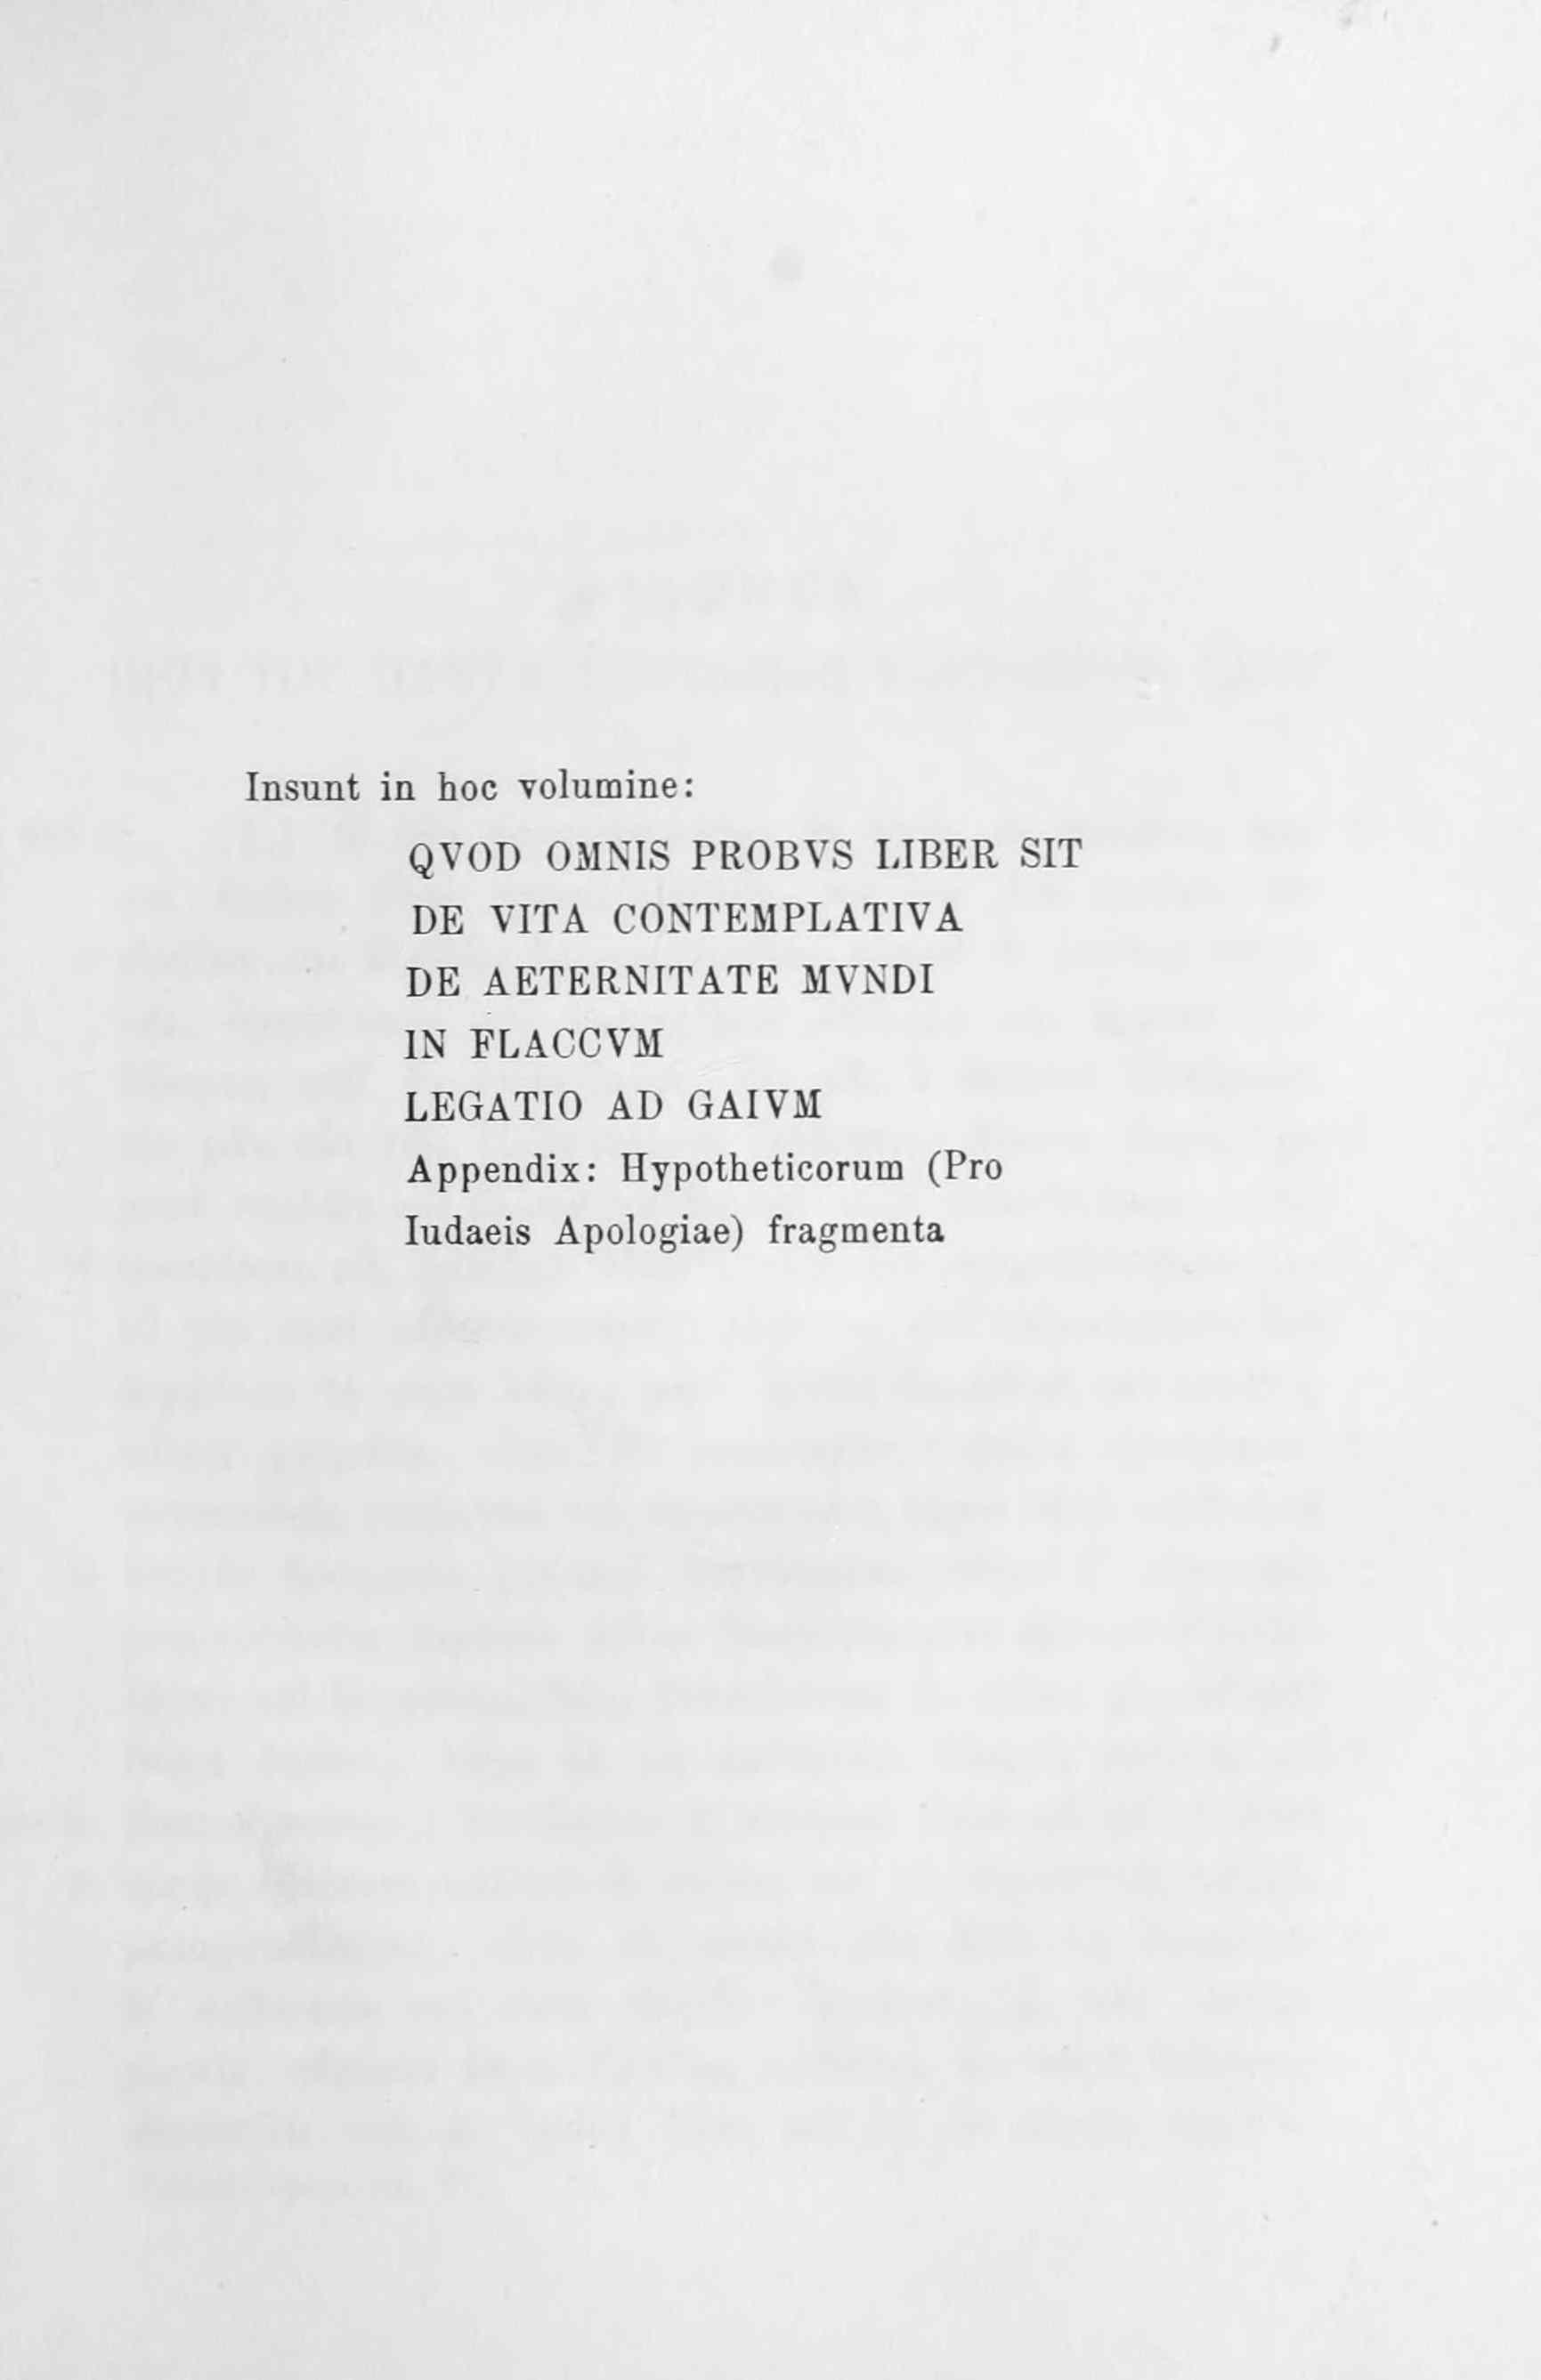 Insunt in hoc volumine:
QVOD OMNIS PROBVS LIBER SIT
DE VITA CONTEMPLATIVA
DE AETERNITATE MVNDI
IN FLACCVM
LEGATIO AD GAIVM
Appendix: Hypotheticorum (Pro
Iudaeis Apologiae) fragmenta